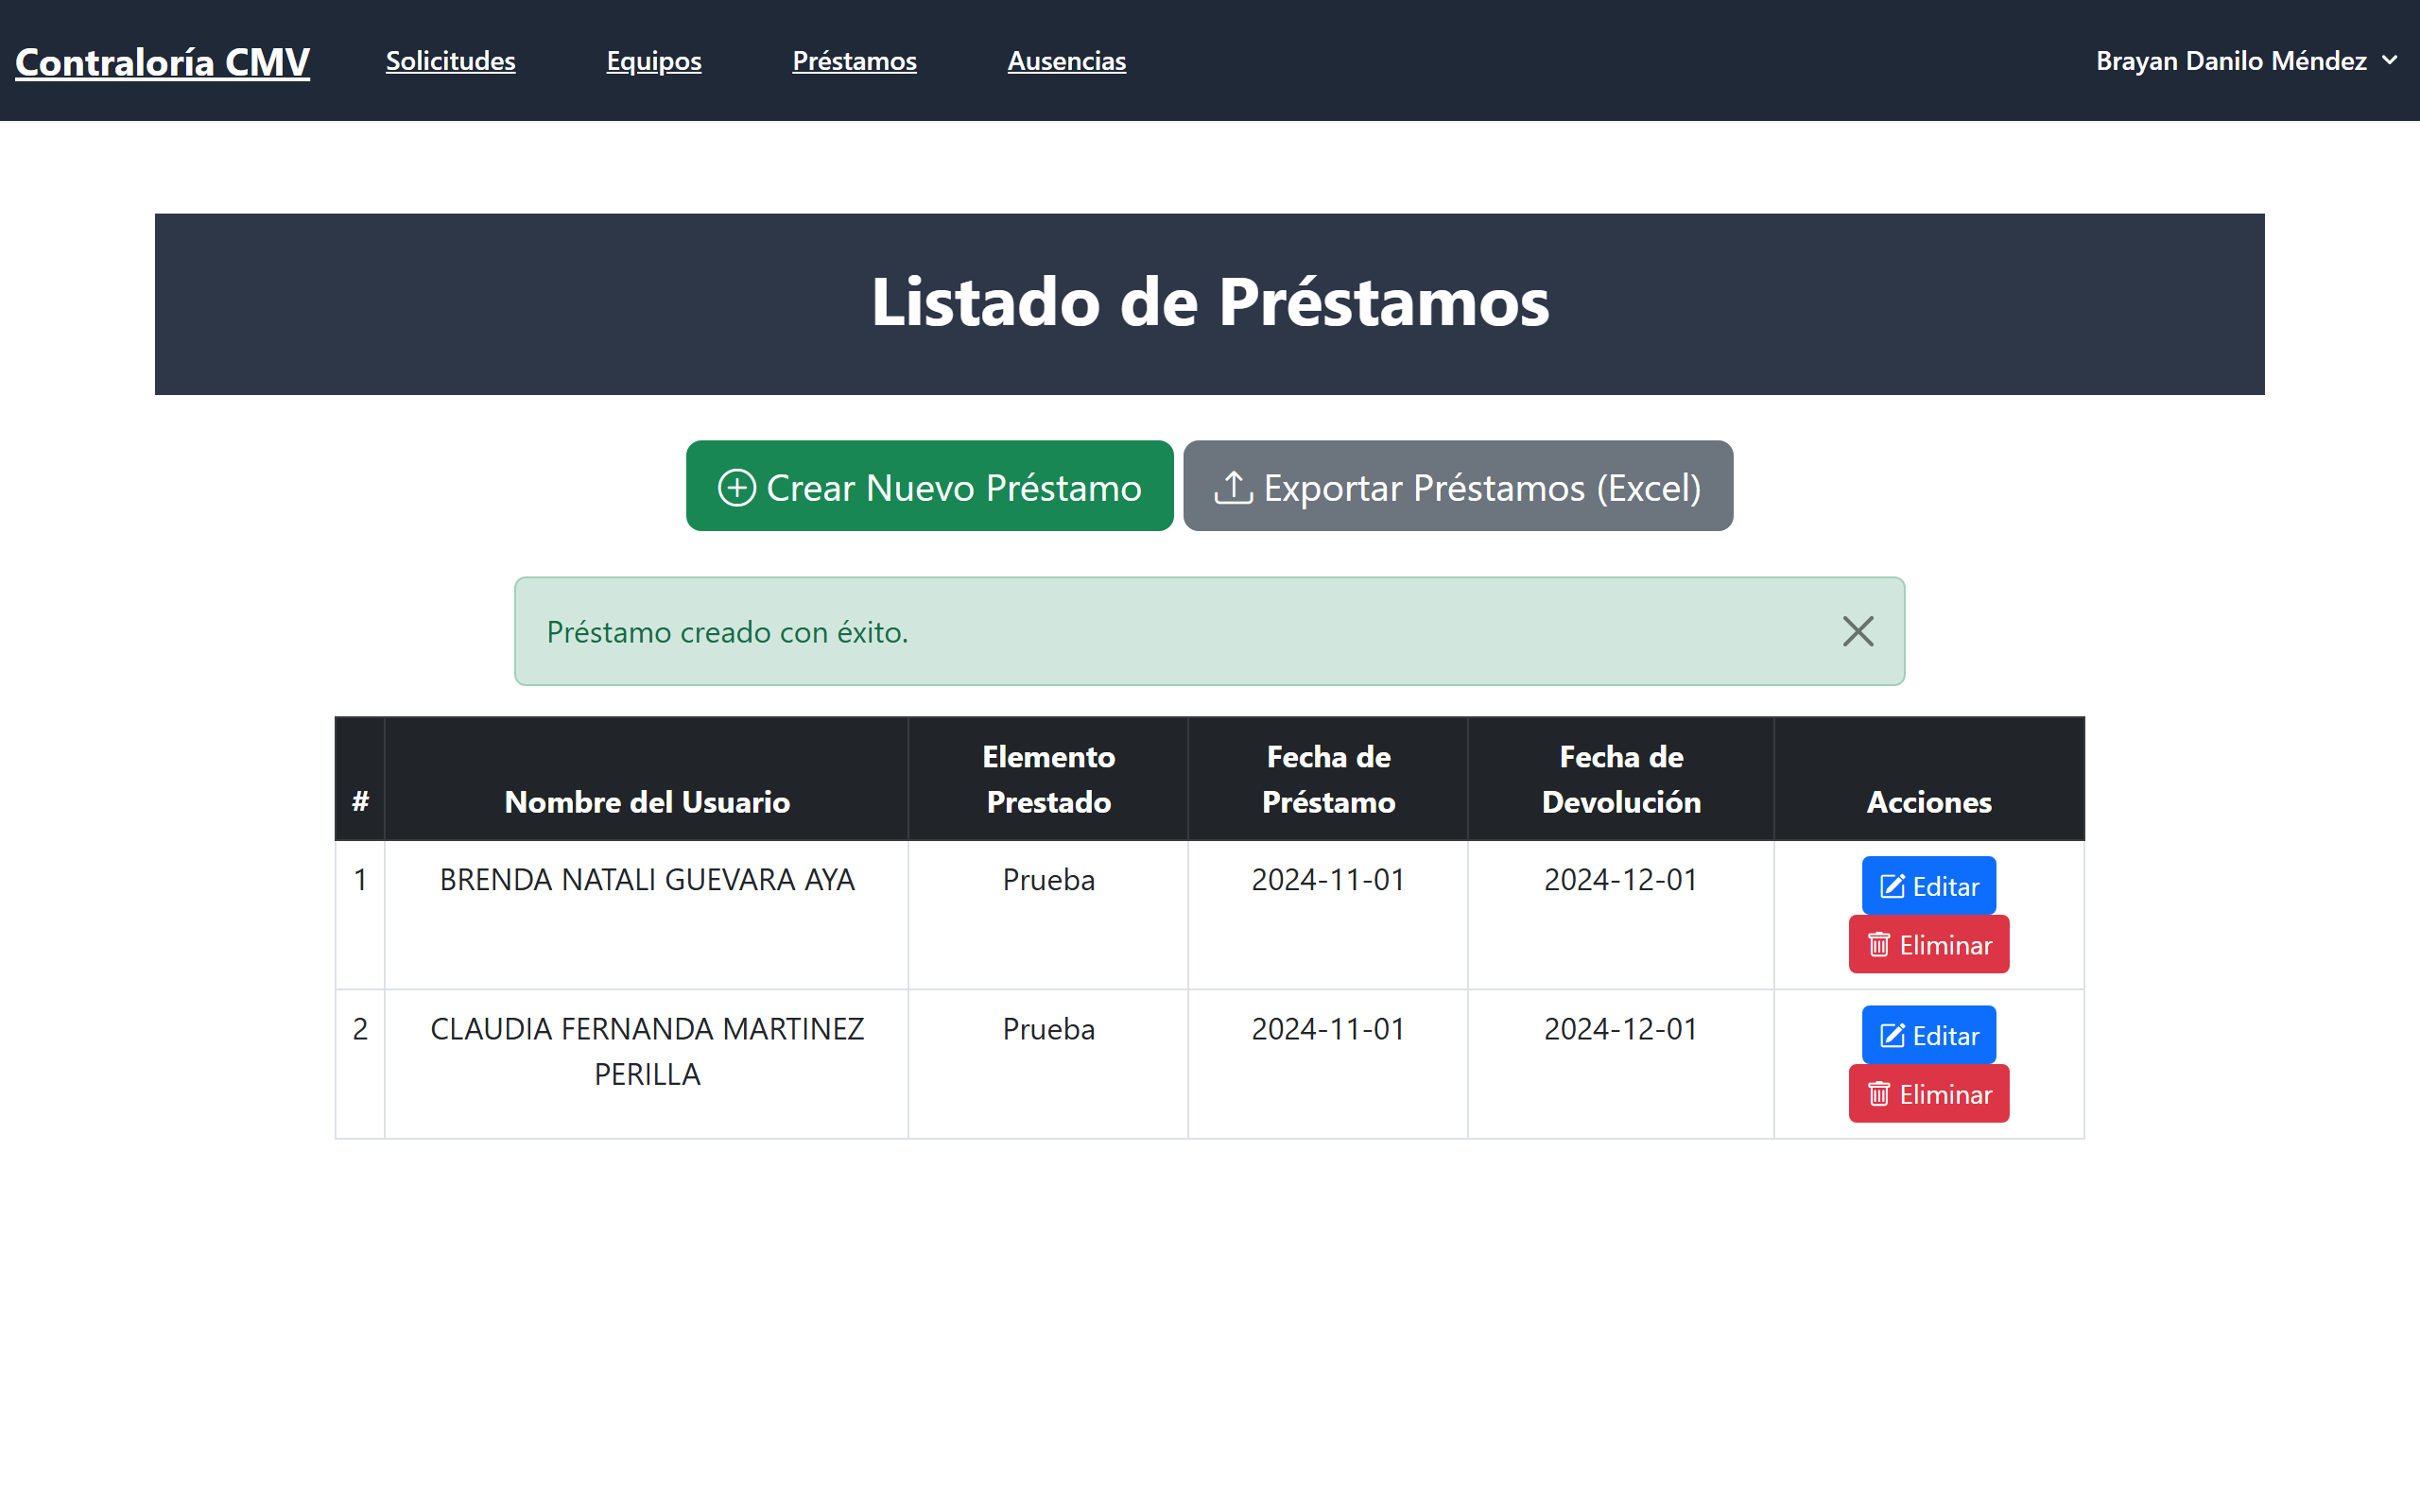 Contraloría CMV Solicitudes Equipos Préstamos Ausencias Brayan Danilo Méndez
Listado de Préstamos
Crear Nuevo Préstamo Exportar Préstamos (Excel)
Préstamo creado con éxito.
# Nombre del Usuario Elemento Prestado Fecha de Préstamo Fecha de Devolución Acciones
1 BRENDA NATALI GUEVARA AYA Prueba 2024-11-01 2024-12-01 Editar
Eliminar
2 CLAUDIA FERNANDA MARTINEZ PERILLA Prueba 2024-11-01 2024-12-01 Editar
Eliminar